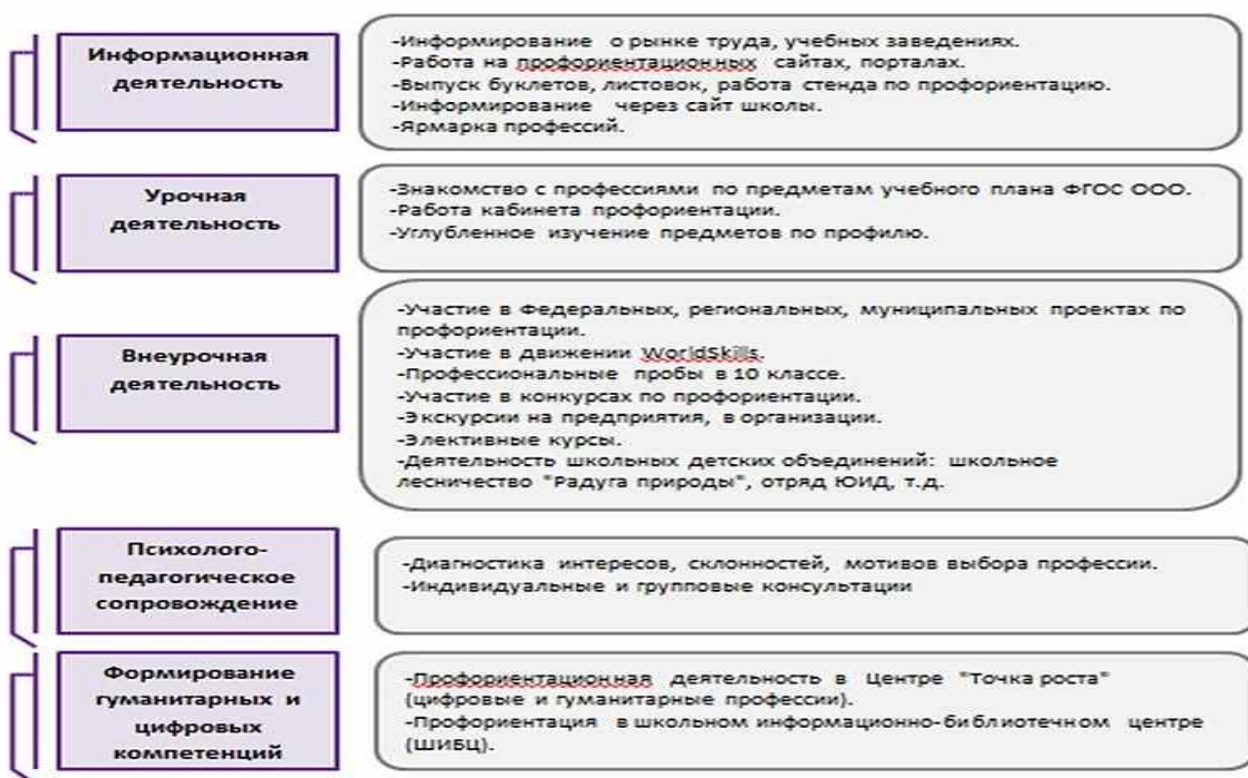 Информационная
деятельность
-Информирование о рынке труда, учебных заведениях.
-Работа на профориентационных сайтах, порталах.
-Выпуск буклетов, листовок, работа стенда по профориентацию.
-Информирование через сайт школы.
-Ярмарка профессий.
Урочная
деятельность
-Знакомство с профессиями по предметам учебного плана ФГОС ООО.
-Работа кабинета профориентации.
-Углубленное изучение предметов по профилю.
Внеурочная
деятельность
-Участие в Федеральных, региональных, муниципальных проектах по
профориентации.
-Участие в движении WorldSkills.
-Профессиональные пробы в 10 классе.
-Участие в конкурсах по профориентации.
-Экскурсии на предприятия, в организации.
-Элективные курсы.
-Деятельность школьных детских объединений: школьное
лесничество "Радуга природы", отряд ЮИД, т.д.
Психолого-
педагогическое
сопровождение
-Диагностика интересов, склонностей, мотивов выбора профессии.
-Индивидуальные и групповые консультации
Формирование
гуманитарных и
цифровых
компетенций
-Профориентационная деятельность в Центре "Точка роста"
(цифровые и гуманитарные профессии).
-Профориентация в школьном информационно-библиотечном центре
(ШИБЦ).